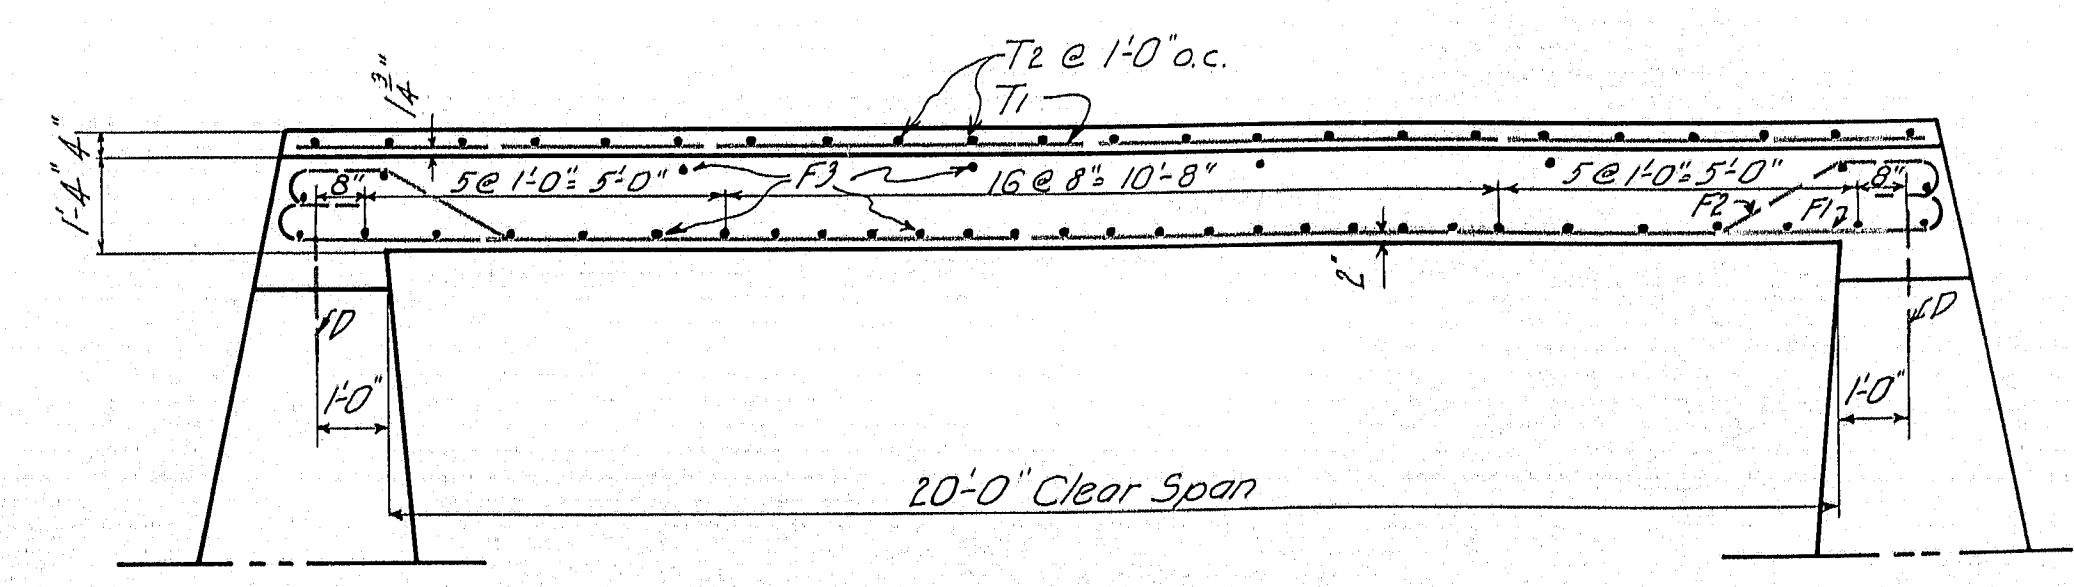 T2 @ 1'-0" o.c.
T1
1 3/4"
4"
1'-4"
8"
5 @ 1'-0" = 5'-0"
F3
16 @ 8" = 10'-8"
5 @ 1'-0" = 5'-0"
8"
F2
F1
2"
D
D
1'-0"
1'-0"
20'-0" Clear Span